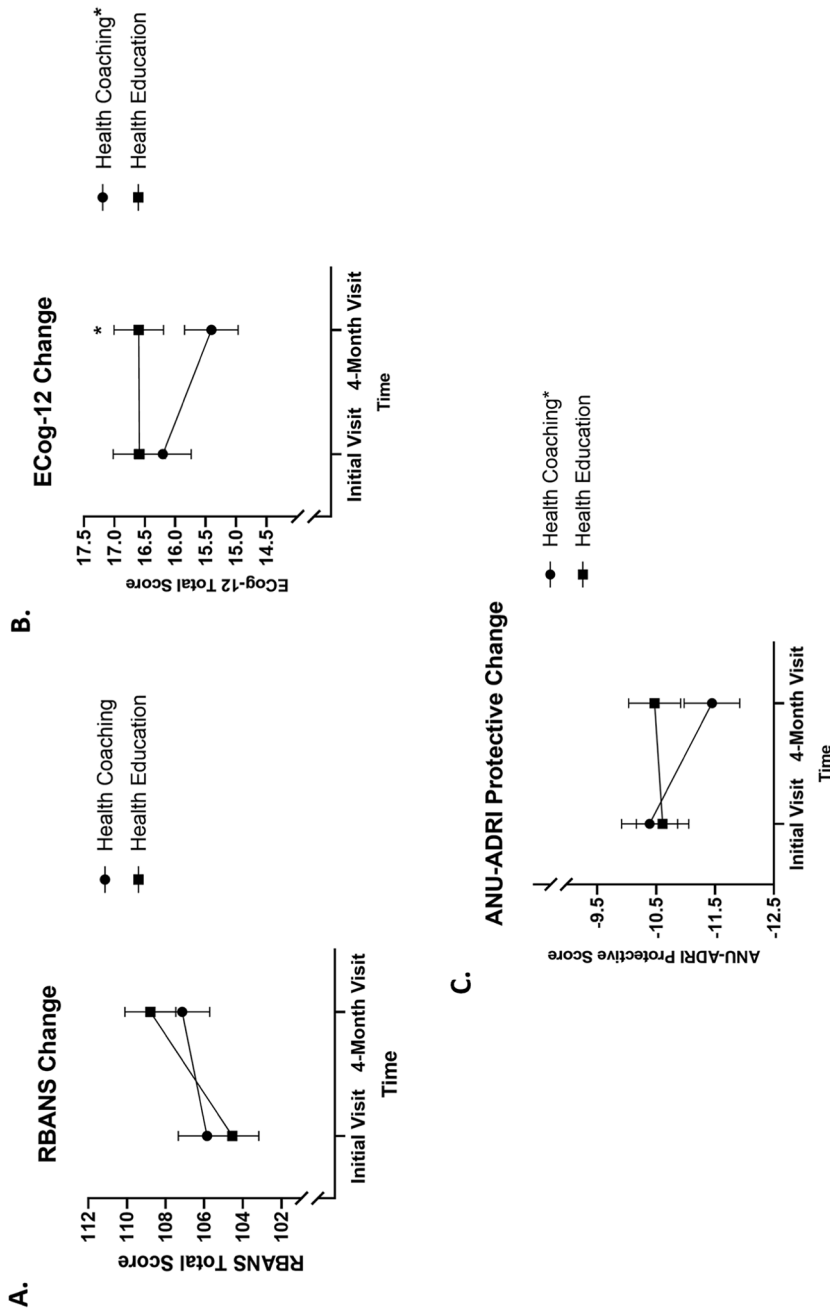 A.
RBANS Change
RBANS Total Score
112
110
108
106
104
102
Initial Visit 4-Month Visit
Time
Health Coaching
Health Education
B.
ECog-12 Change
ECog-12 Total Score
17.5
17.0
16.5
16.0
15.5
15.0
14.5
*
Initial Visit 4-Month Visit
Time
Health Coaching*
Health Education
C.
ANU-ADRI Protective Change
ANU-ADRI Protective Score
-9.5
-10.5
-11.5
-12.5
Initial Visit 4-Month Visit
Time
Health Coaching*
Health Education